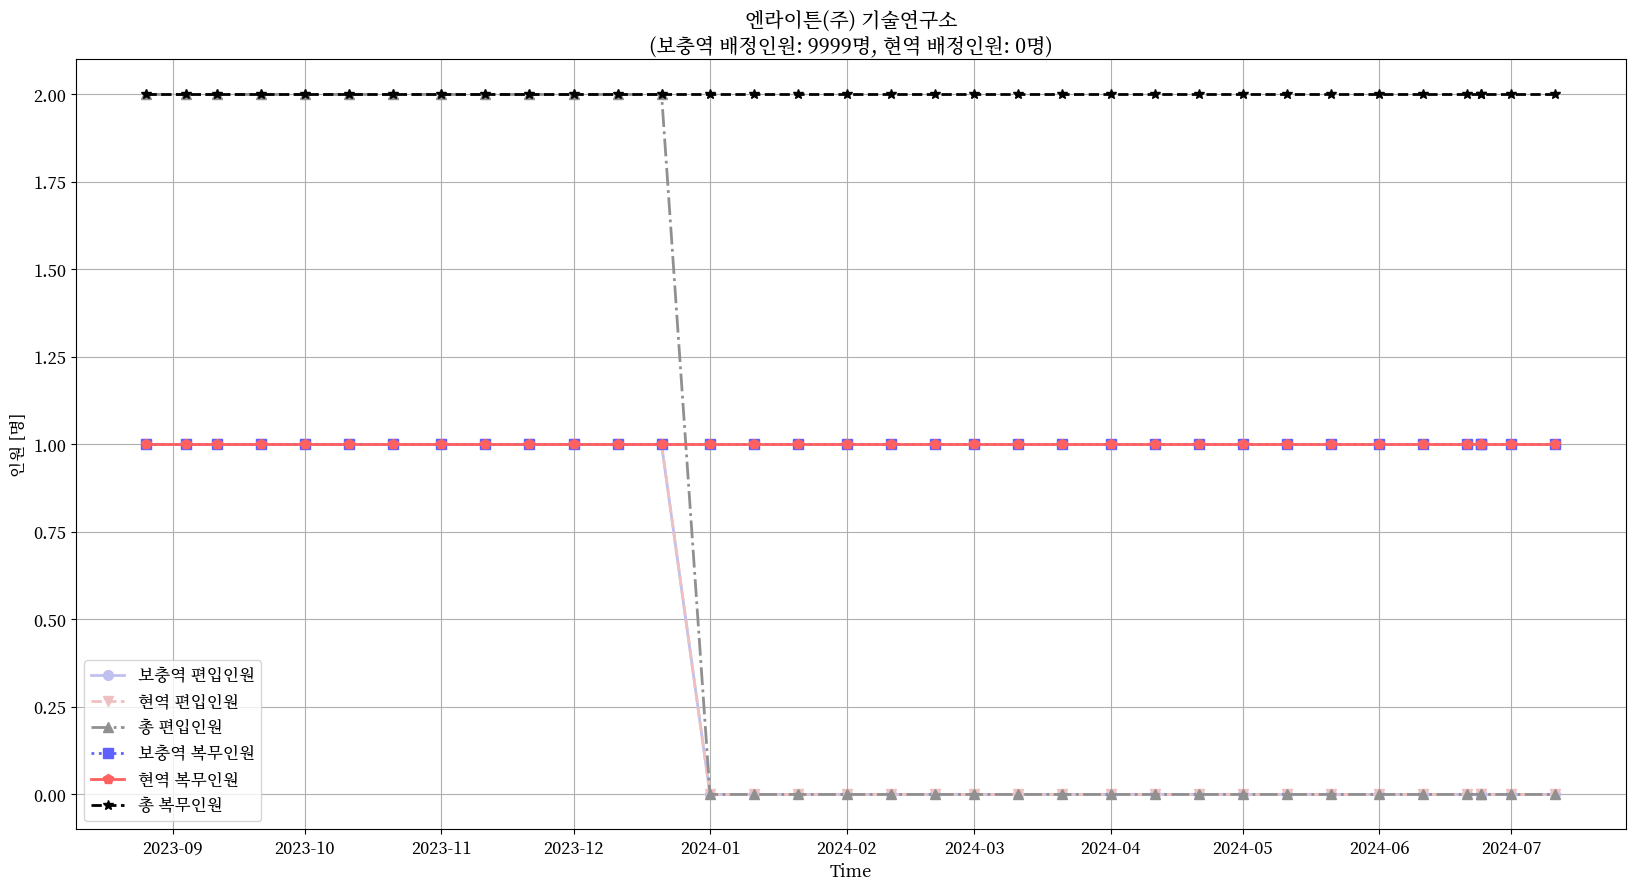 엔라이튼(주) 기술연구소
(보충역 배정인원: 9999명, 현역 배정인원: 0명)
2.00
1.75
1.50
1.25
1.00
0.75
0.50
0.25
0.00
인원 [명]
보충역 편입인원
현역 편입인원
총 편입인원
보충역 복무인원
현역 복무인원
총 복무인원
2023-09 2023-10 2023-11 2023-12 2024-01 2024-02 2024-03 2024-04 2024-05 2024-06 2024-07
Time